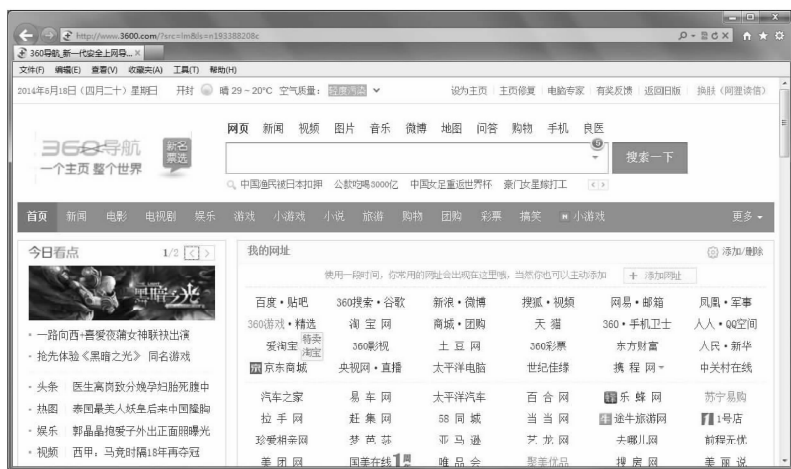 http://www.3600.com/?src=lm&ls=n193388208c
360导航_新一代安全上网导...
文件(F) 编辑(E) 查看(V) 收藏夹(A) 工具(T) 帮助(H)
2014年5月18日（四月二十）星期日 开封 晴 29~20°C 空气质量：轻度污染 设为主页 主页修复 电脑专家 有奖反馈 返回旧版 换肤
360导航
一个主页 整个世界
新名票选
网页 新闻 视频 图片 音乐 微博 地图 问答 购物 手机 良医
搜索一下
中国渔民被日本扣押 公款吃喝3000亿 中国女足重返世界杯 豪门女星嫁打工
首页 新闻 电影 电视剧 娱乐 游戏 小游戏 小说 旅游 购物 团购 彩票 搞笑 H 小游戏 更多
今日看点 1/2
我的网址 添加/删除
使用一段时间，你常用的网址会出现在这里哦，当然你也可以主动添加 + 添加网址
黑暗之光
· 一路向西+喜爱夜蒲女神联袂出演
· 抢先体验《黑暗之光》 同名游戏
· 头条 医生离岗致分娩孕妇胎死腹中
· 热图 泰国最美人妖皇后来中国隆胸
· 娱乐 郭晶晶抱爱子外出正面照曝光
· 视频 西甲，马竞时隔18年再夺冠
百度·贴吧 360搜索·谷歌 新浪·微博 搜狐·视频 网易·邮箱 凤凰·军事
360游戏·精选 淘宝网 商城·团购 天猫 360·手机卫士 人人·QQ空间
爱淘宝 特卖 淘宝 360影视 土豆网 360彩票 东方财富 人民·新华
京东商城 央视网·直播 太平洋电脑 世纪佳缘 携程网 中关村在线
汽车之家 易车网 太平洋汽车 百合网 乐蜂网 苏宁易购
拉手网 赶集网 58同城 当当网 途牛旅游网 1号店
珍爱相亲网 梦芭莎 亚马逊 艺龙网 去哪儿网 前程无忧
美团网 国美在线 唯品会 聚美优品 搜房网 美丽说